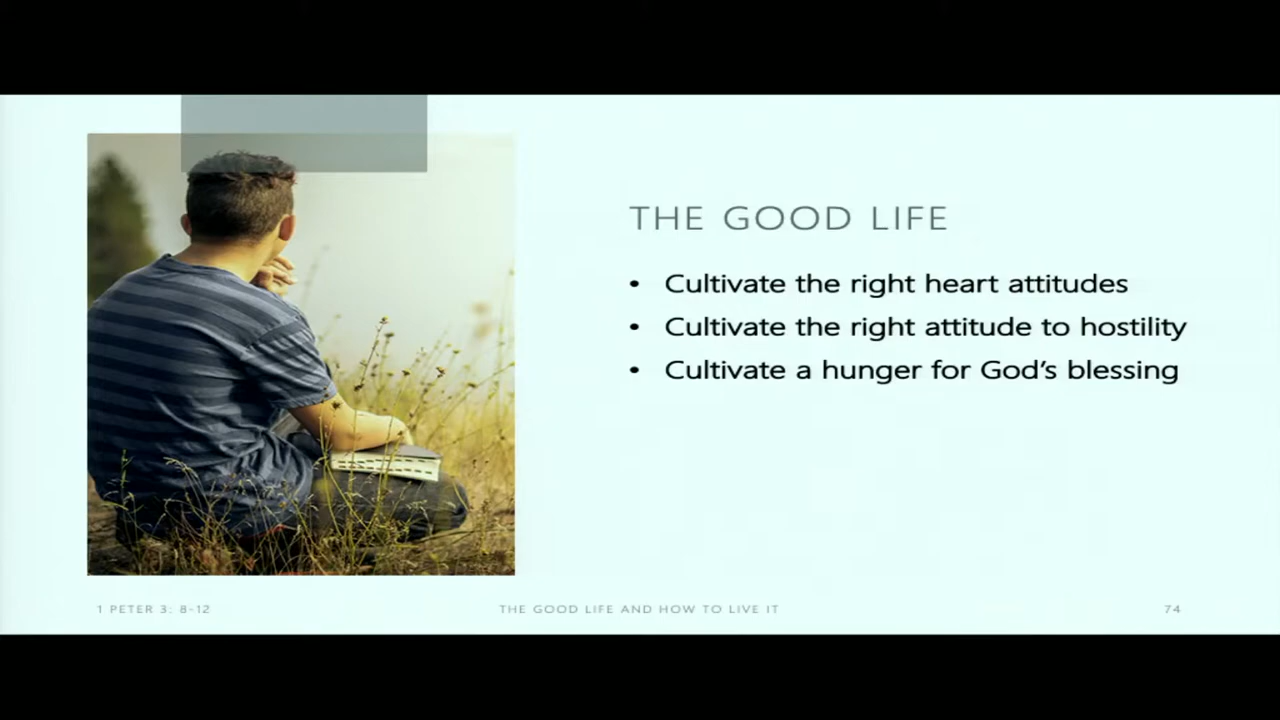 THE GOOD LIFE
• Cultivate the right heart attitudes
• Cultivate the right attitude to hostility
• Cultivate a hunger for God's blessing
1 PETER 3: 8-12
THE GOOD LIFE AND HOW TO LIVE IT
74